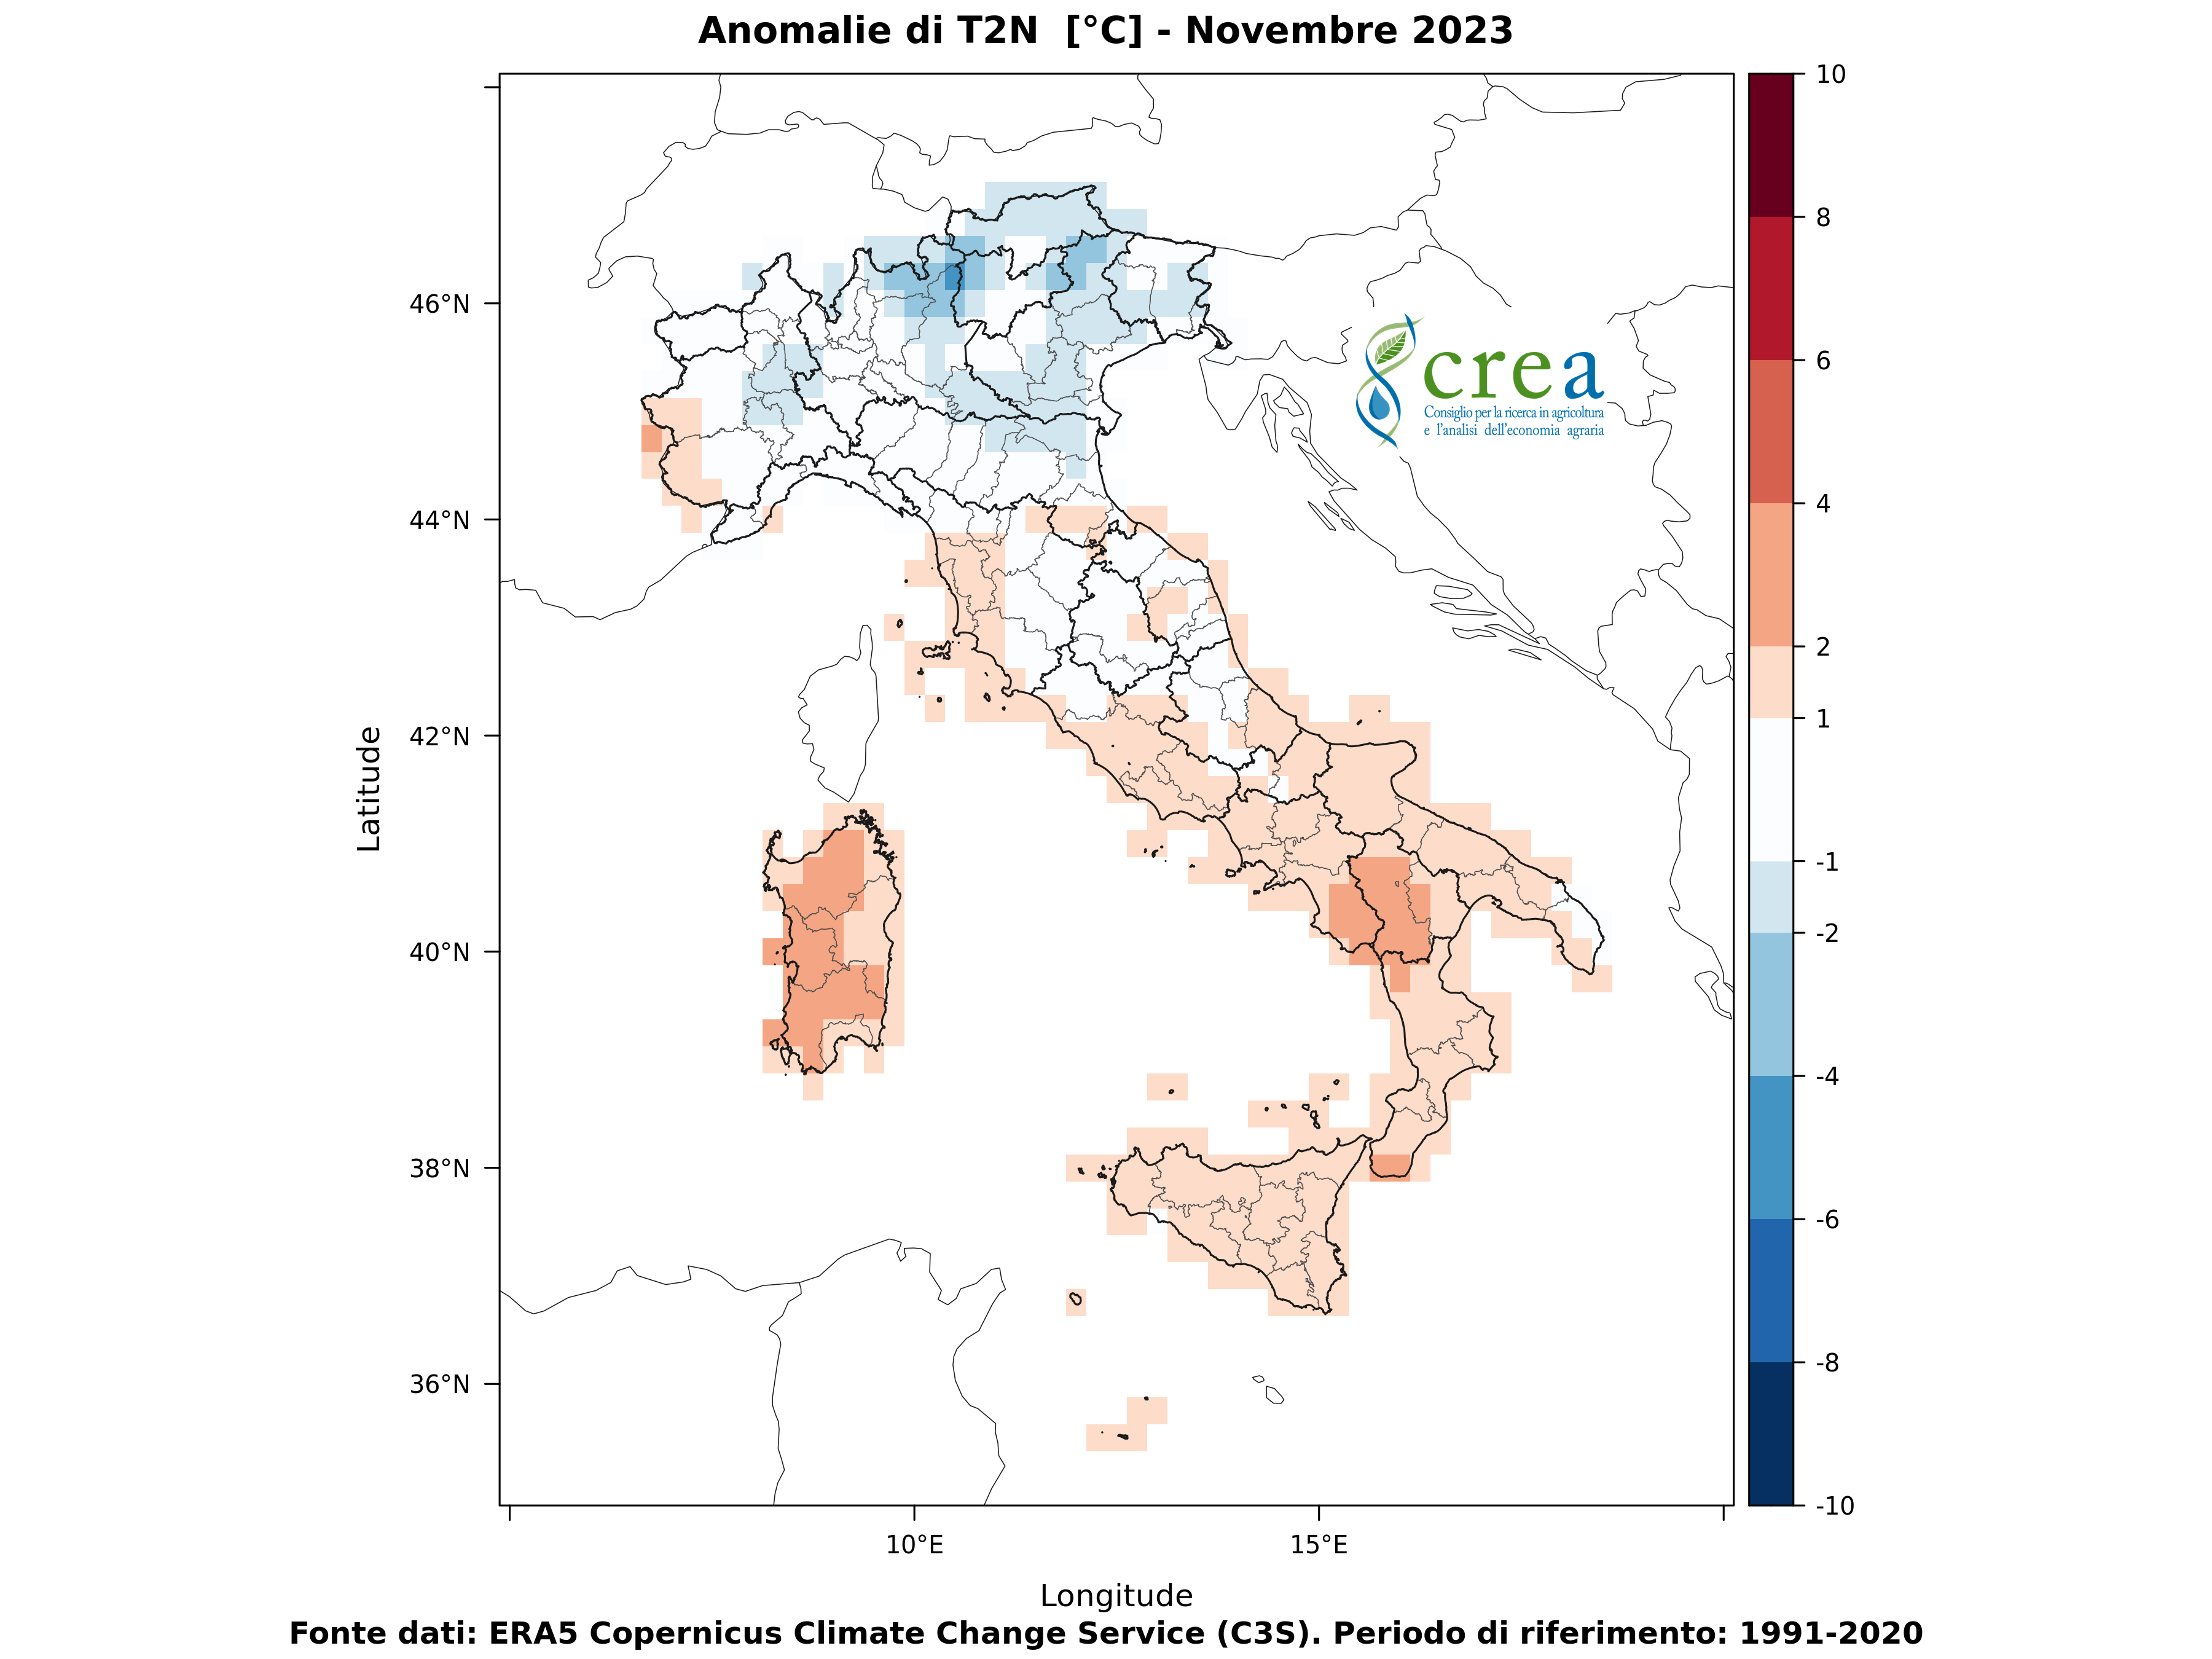 Anomalie di T2N [°C] - Novembre 2023
10
8
6
4
2
1
-1
-2
-4
-6
-8
-10
46°N
44°N
42°N
40°N
38°N
36°N
Latitude
crea
Consiglio per la ricerca in agricoltura
e l'analisi dell'economia agraria
10°E
15°E
Longitude
Fonte dati: ERA5 Copernicus Climate Change Service (C3S). Periodo di riferimento: 1991-2020